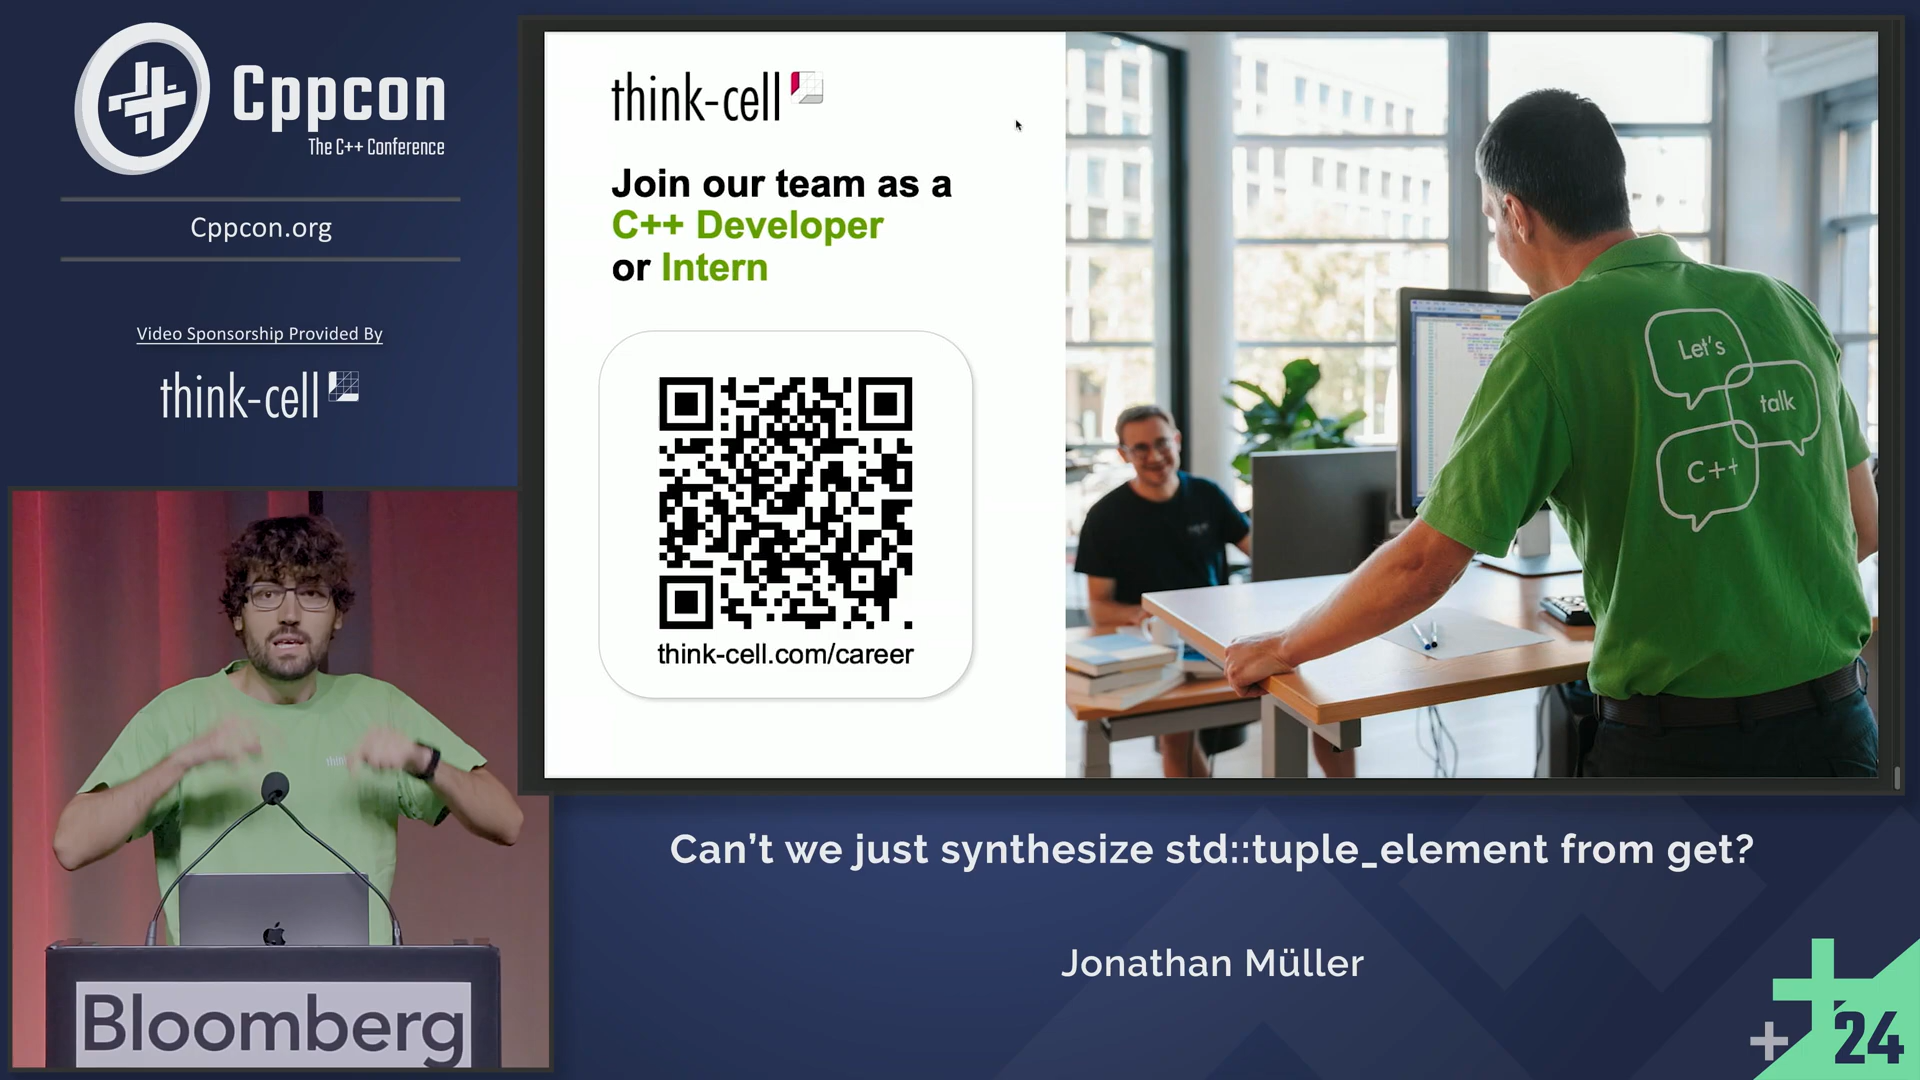 Cppcon
The C++ Conference
Cppcon.org
Video Sponsorship Provided By
think-cell
think-cell
Join our team as a
C++ Developer
or Intern
think-cell.com/career
Let's
talk
C++
Bloomberg
Can't we just synthesize std::tuple_element from get?
Jonathan Müller
24